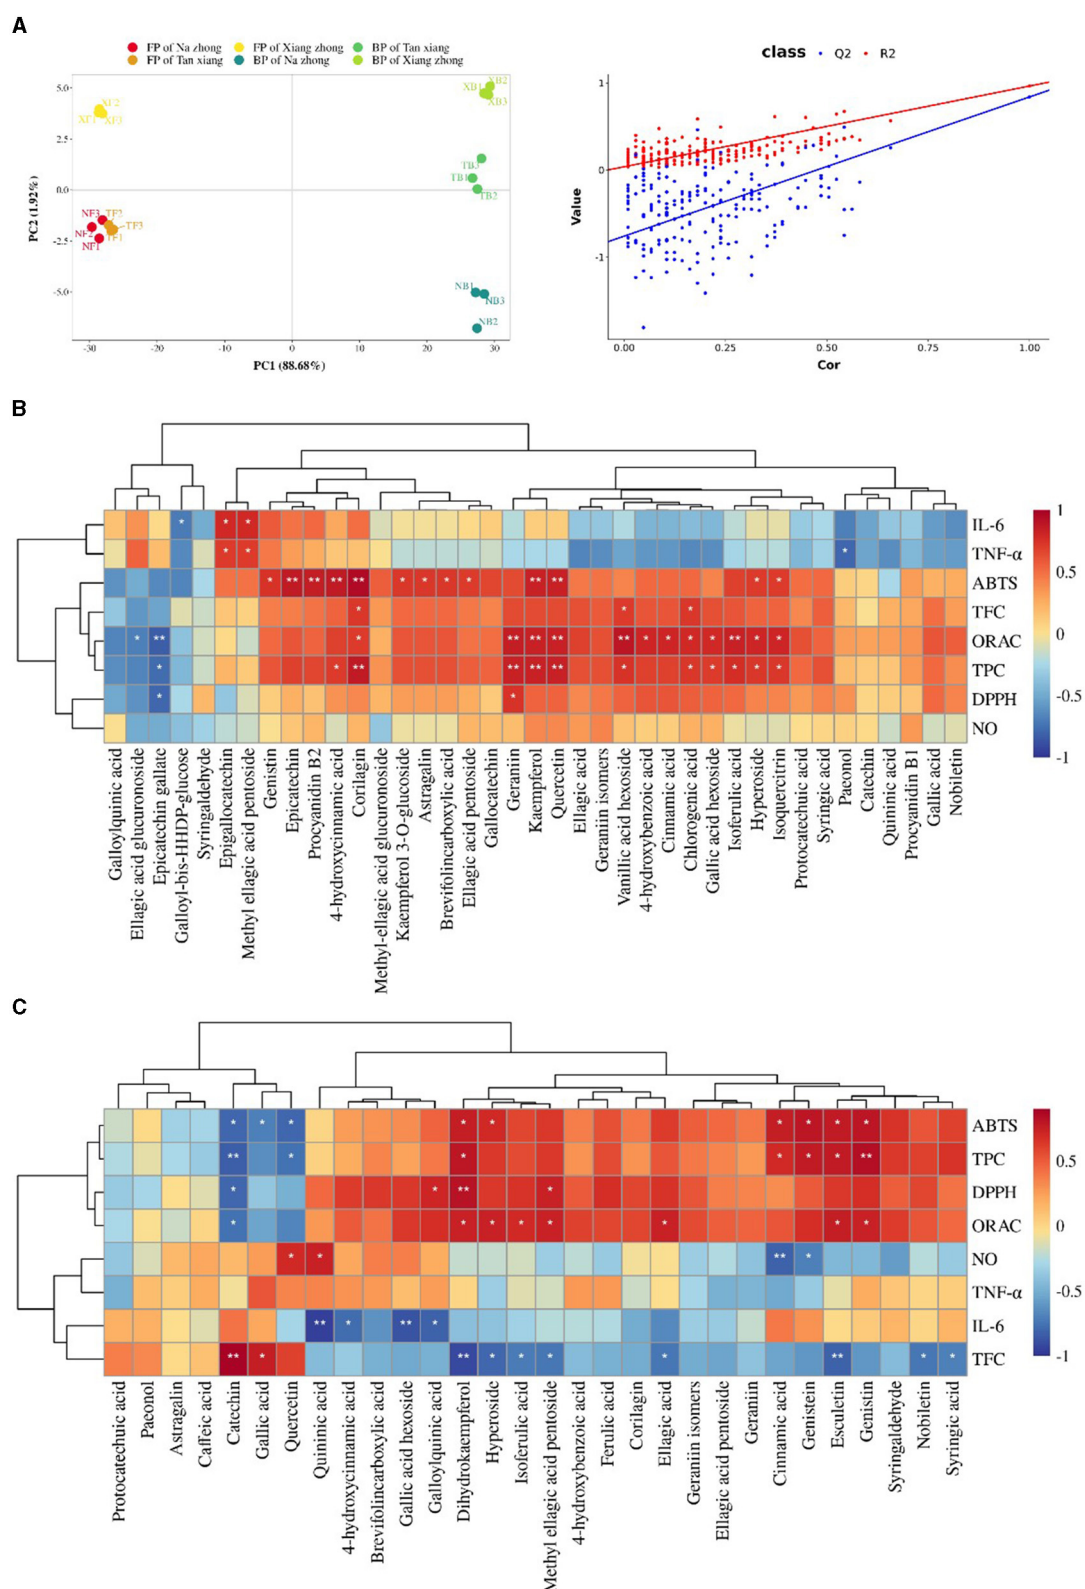 A
FP of Na zhong
FP of Xiang zhong
BP of Tan xiang
FP of Tan xiang
BP of Na zhong
BP of Xiang zhong
5.0
2.5
0.0
-2.5
-5.0
PC2 (1.92%)
XF2
XF1 XF3
NF3 TF2
NF2 TF3
NF1 TF1
XB2
XB1
XB3
TB3
TB1
TB2
NB1
NB3
NB2
-30 -20 -10 0 10 20 30
PC1 (88.68%)
class Q2 R2
1
0
-1
Value
0.00 0.25 0.50 0.75 1.00
Cor
B
IL-6
TNF-α
ABTS
TFC
ORAC
TPC
DPPH
NO
1
0.5
0
-0.5
-1
Galloylquinic acid
Ellagic acid glucuronoside
Epicatechin gallate
Galloyl-bis-HHDP-glucose
Syringaldehyde
Epigallocatechin
Methyl ellagic acid pentoside
Genistin
Epicatechin
Procyanidin B2
4-hydroxycinnamic acid
Corilagin
Methyl-ellagic acid glucuronoside
Kaempferol 3-O-glucoside
Astragalin
Brevifolincarboxylic acid
Ellagic acid pentoside
Gallocatechin
Geraniin
Kaempferol
Quercetin
Ellagic acid
Geraniin isomers
Vanillic acid hexoside
4-hydroxybenzoic acid
Cinnamic acid
Chlorogenic acid
Gallic acid hexoside
Isoferulic acid
Hyperoside
Isoquercitrin
Protocatechuic acid
Syringic acid
Paeonol
Catechin
Quininic acid
Procyanidin B1
Gallic acid
Nobiletin
C
ABTS
TPC
DPPH
ORAC
NO
TNF-α
IL-6
TFC
0.5
0
-0.5
-1
Protocatechuic acid
Paconol
Astragalin
Caffeic acid
Catechin
Gallic acid
Quercetin
Quininic acid
4-hydroxycinnamic acid
Brevifolincarboxylic acid
Gallic acid hexoside
Galloylquinic acid
Dihydrokaempferol
Hyperoside
Isoferulic acid
Methyl ellagic acid pentoside
4-hydroxybenzoic acid
Ferulic acid
Corilagin
Ellagic acid
Geraniin isomers
Ellagic acid pentoside
Geraniin
Cinnamic acid
Genistein
Esculetin
Genistin
Syringaldehyde
Nobiletin
Syringic acid